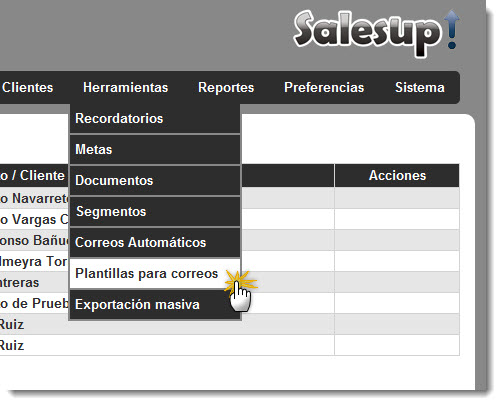 Salesup!
Clientes Herramientas Reportes Preferencias Sistema
Recordatorios
Metas
Documentos
Segmentos
Correos Automáticos
Plantillas para correos
Exportación masiva
o / Cliente Acciones
o Navarret
o Vargas C
onso Bañu
lmeyra Tor
ntreras
o de Prueb
Ruiz
Ruiz